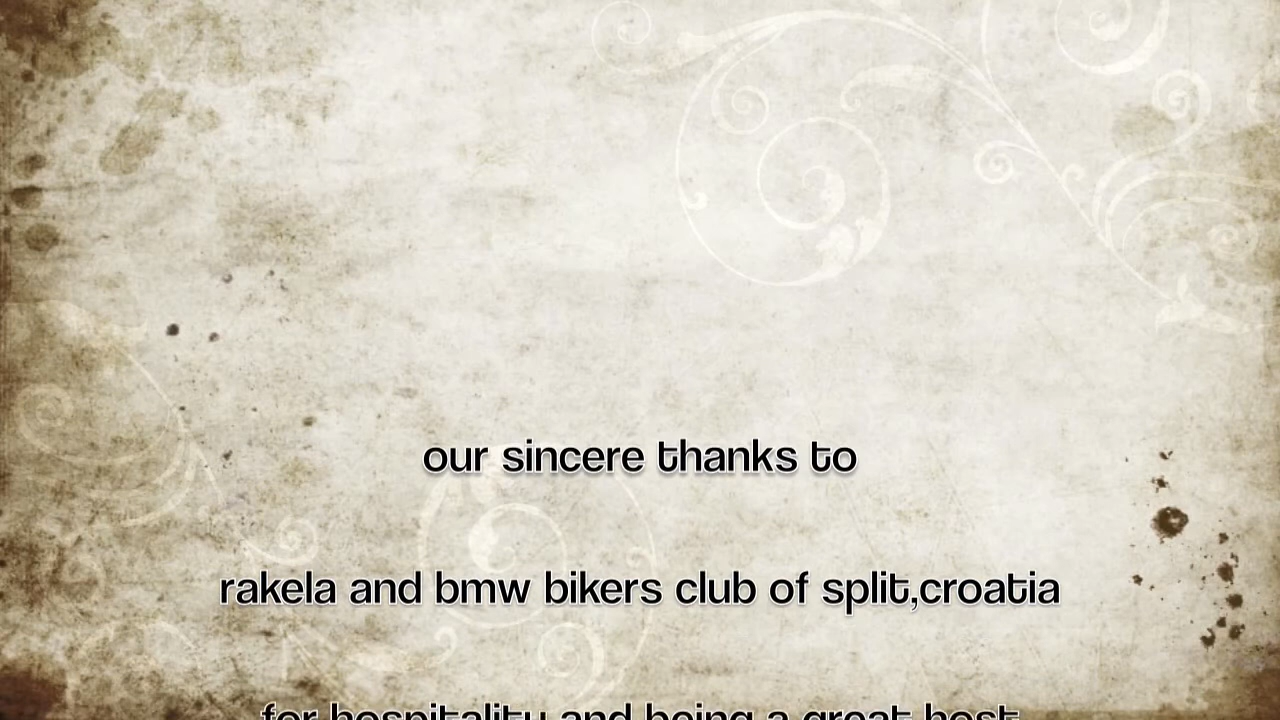 our sincere thanks to
rakela and bmw bikers club of split,croatia
for hospitality and being a great host